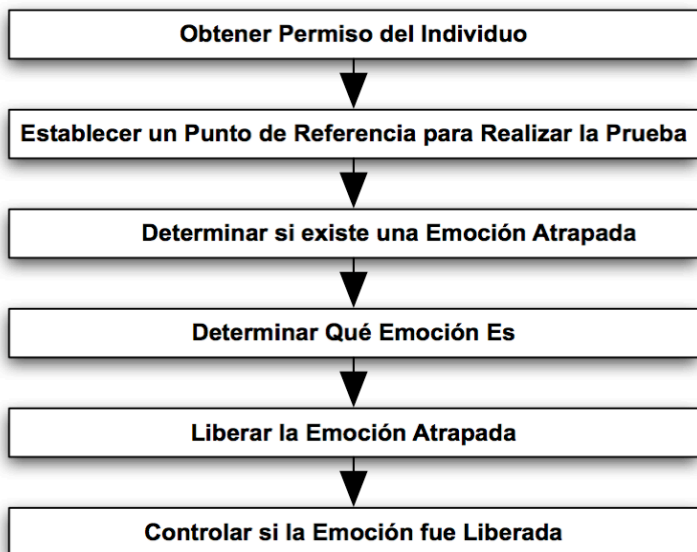 Obtener Permiso del Individuo
Establecer un Punto de Referencia para Realizar la Prueba
Determinar si existe una Emoción Atrapada
Determinar Qué Emoción Es
Liberar la Emoción Atrapada
Controlar si la Emoción fue Liberada